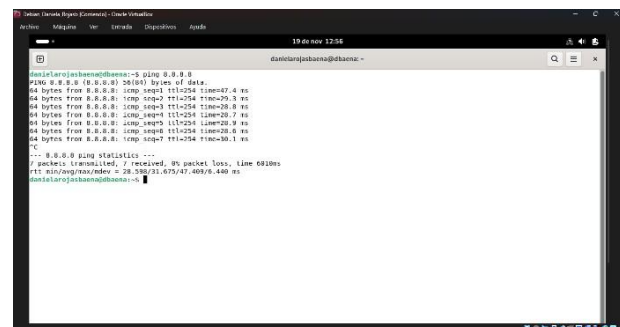 Debian Daniela Rojas (Corriendo) - Oracle VirtualBox
Archivo Máquina Ver Entrada Dispositivos Ayuda
19 de nov 12:56
danielarojasbaena@dbaena: ~
danielarojasbaena@dbaena:~$ ping 8.8.8.8
PING 8.8.8.8 (8.8.8.8) 56(84) bytes of data.
64 bytes from 8.8.8.8: icmp_seq=1 ttl=254 time=47.4 ms
64 bytes from 8.8.8.8: icmp_seq=2 ttl=254 time=29.3 ms
64 bytes from 8.8.8.8: icmp_seq=3 ttl=254 time=28.8 ms
64 bytes from 8.8.8.8: icmp_seq=4 ttl=254 time=28.7 ms
64 bytes from 8.8.8.8: icmp_seq=5 ttl=254 time=28.9 ms
64 bytes from 8.8.8.8: icmp_seq=6 ttl=254 time=28.6 ms
64 bytes from 8.8.8.8: icmp_seq=7 ttl=254 time=30.1 ms
^C
--- 8.8.8.8 ping statistics ---
7 packets transmitted, 7 received, 0% packet loss, time 6010ms
rtt min/avg/max/mdev = 28.598/31.675/47.409/6.440 ms
danielarojasbaena@dbaena:~$